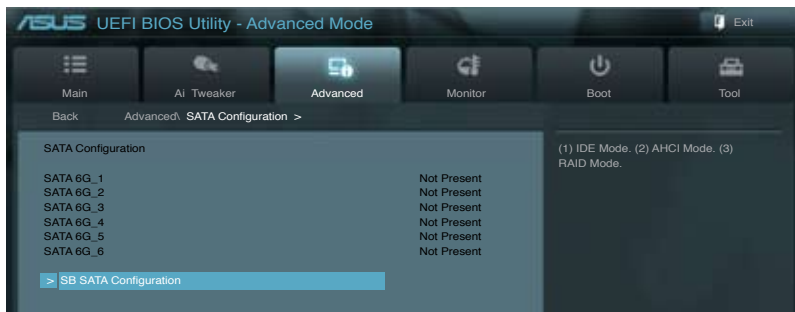 ASUS UEFI BIOS Utility - Advanced Mode
Exit
Main
Ai Tweaker
Advanced
Monitor
Boot
Tool
Back
Advanced\ SATA Configuration >
SATA Configuration
SATA 6G_1 Not Present
SATA 6G_2 Not Present
SATA 6G_3 Not Present
SATA 6G_4 Not Present
SATA 6G_5 Not Present
SATA 6G_6 Not Present
> SB SATA Configuration
(1) IDE Mode. (2) AHCI Mode. (3)
RAID Mode.